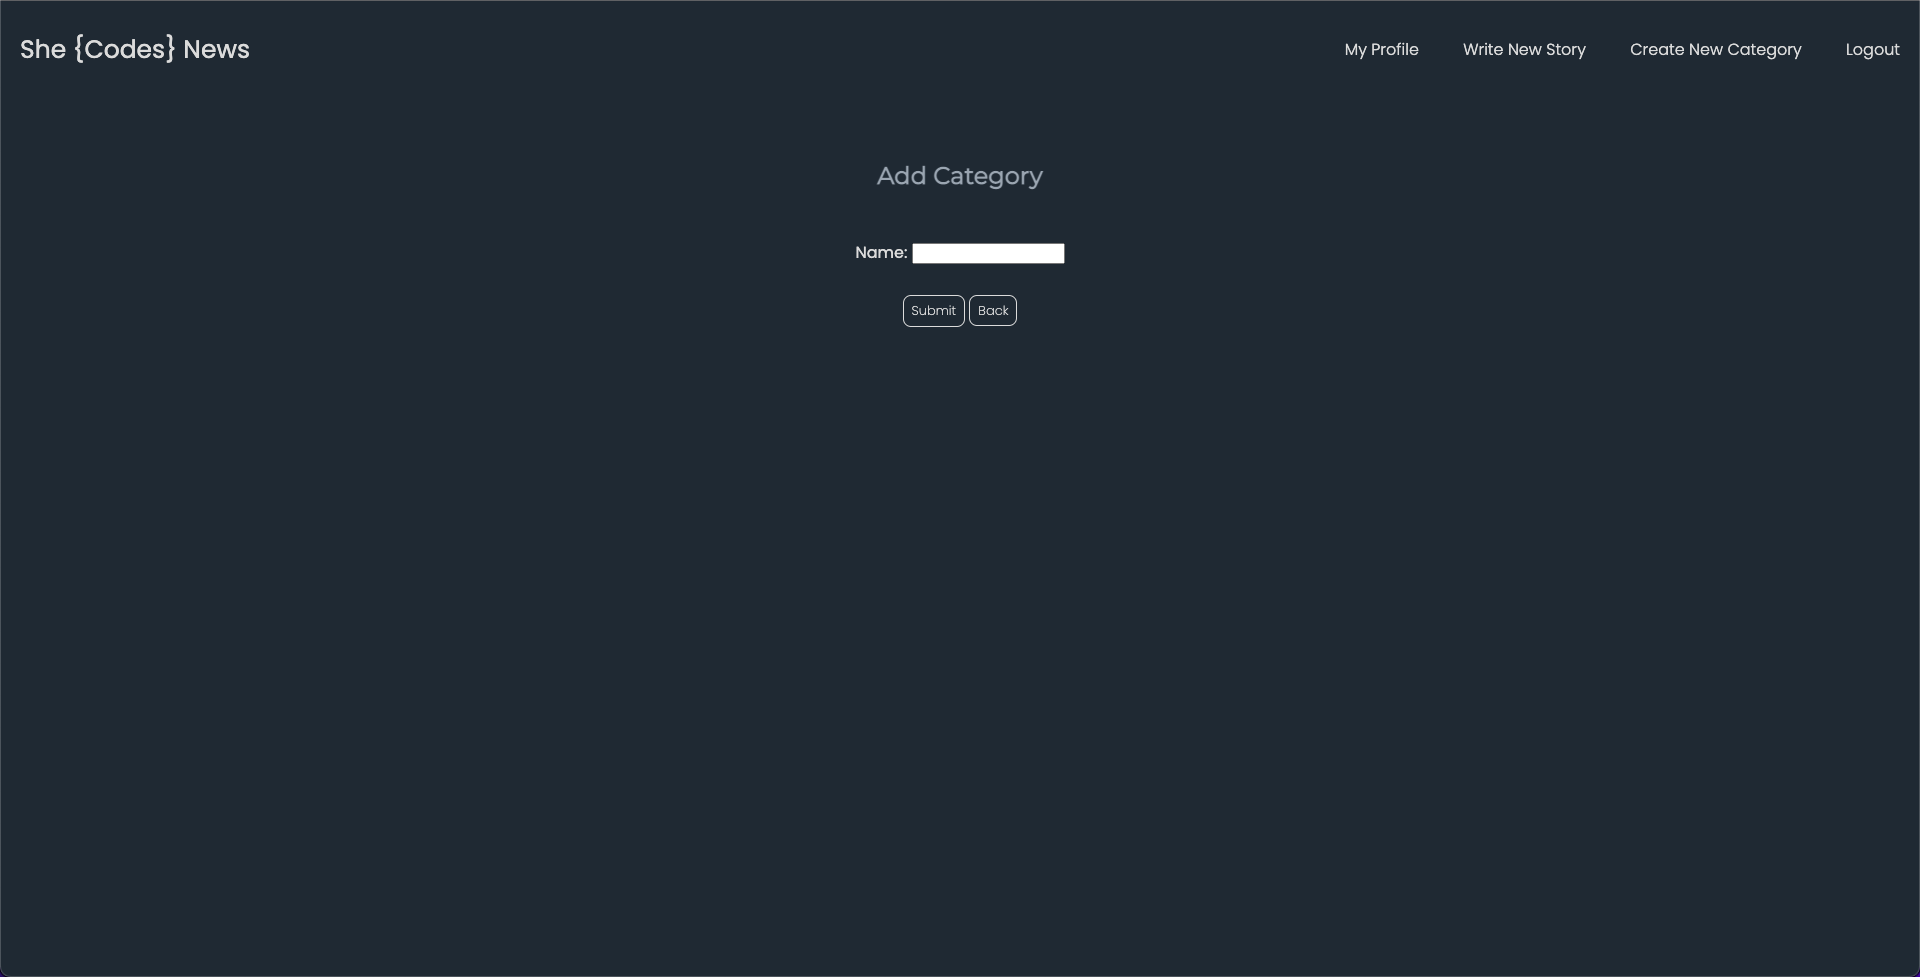 She {Codes} News
My Profile
Write New Story
Create New Category
Logout
Add Category
Name:
Submit
Back